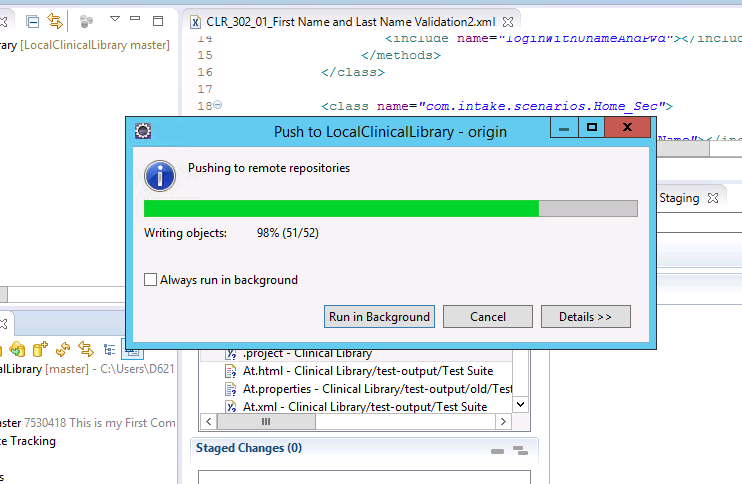 rary [LocalClinicalLibrary master]
CLR_302_01_First Name and Last Name Validation2.xml
14 <include name="loginWithUnameAndPwd"></inclu
15 </methods>
16 </class>
17
18 <class name="com.intake.scenarios.Home_Sec">
Name"></in
Push to LocalClinicalLibrary - origin
Pushing to remote repositories
Writing objects: 98% (51/52)
Always run in background
Run in Background Cancel Details >>
Staging
alLibrary [master] - C:\Users\D621
aster 7530418 This is my First Com
te Tracking
s
.project - Clinical Library
At.html - Clinical Library/test-output/Test Suite
At.properties - Clinical Library/test-output/old/Test
At.xml - Clinical Library/test-output/Test Suite
Staged Changes (0)